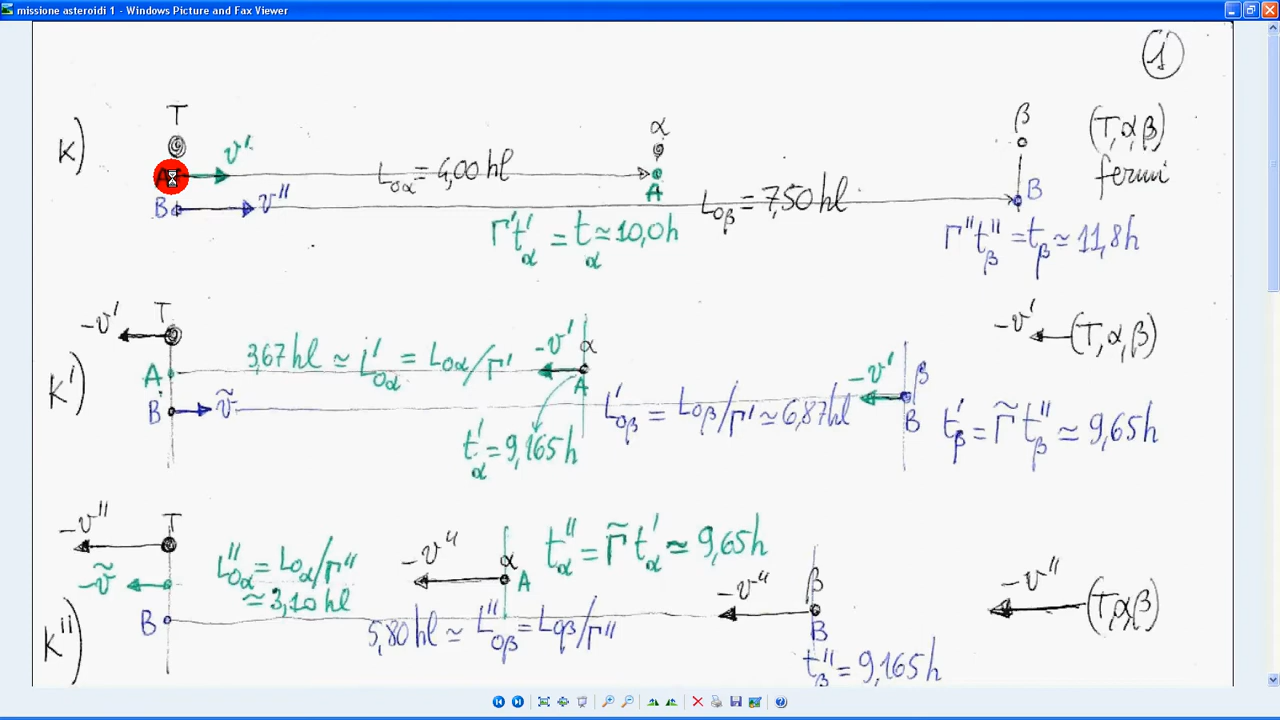 missione asteroidi 1 - Windows Picture and Fax Viewer
1
K)
T
α
β
(T, α, β)
fermi
A
v'
L₀α = 4,00 hl
A
B
v''
L₀β = 7,50 hl
B
Γ' t'α = tα ≃ 10,0 h
Γ'' t''β = tβ ≃ 11,8 h
K')
-v'
T
-v'
α
-v'
(T, α, β)
3,67 hl ≃ L'₀α = L₀α/Γ'
A
A
-v'
β
B
ṽ
L'₀β = L₀β/Γ' ≃ 6,87 hl
B
t'α = 9,165 h
t'β = Γ̃ t''β ≃ 9,65 h
K'')
-v''
T
t''α = Γ̃ t'α ≃ 9,65 h
-ṽ
L''₀α = L₀α/Γ''
≃ 3,10 hl
-v''
α
A
-v''
β
-v''
(T, α, β)
B
5,80 hl ≃ L''₀β = L₀β/Γ''
B
t''β = 9,165 h